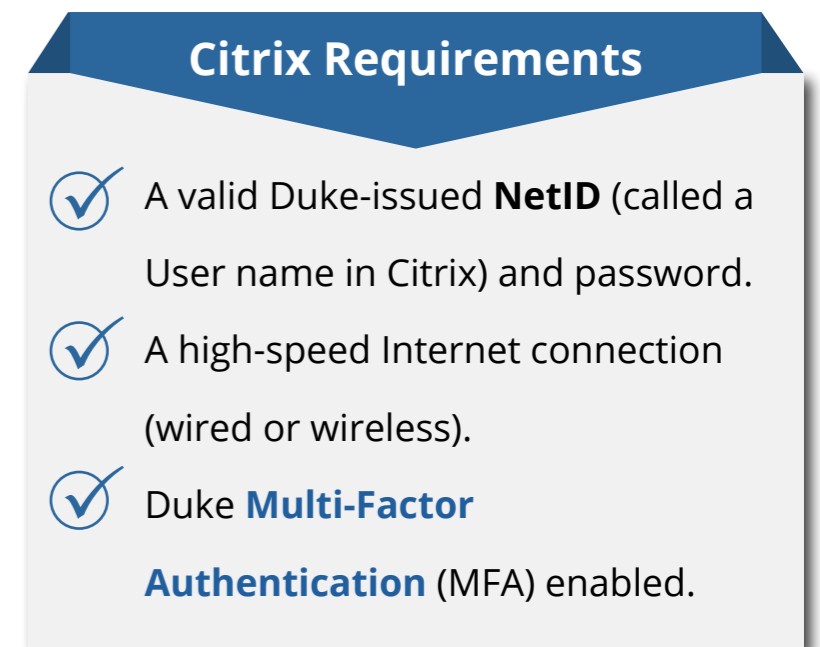 Citrix Requirements
A valid Duke-issued NetID (called a
User name in Citrix) and password.
A high-speed Internet connection
(wired or wireless).
Duke Multi-Factor
Authentication (MFA) enabled.